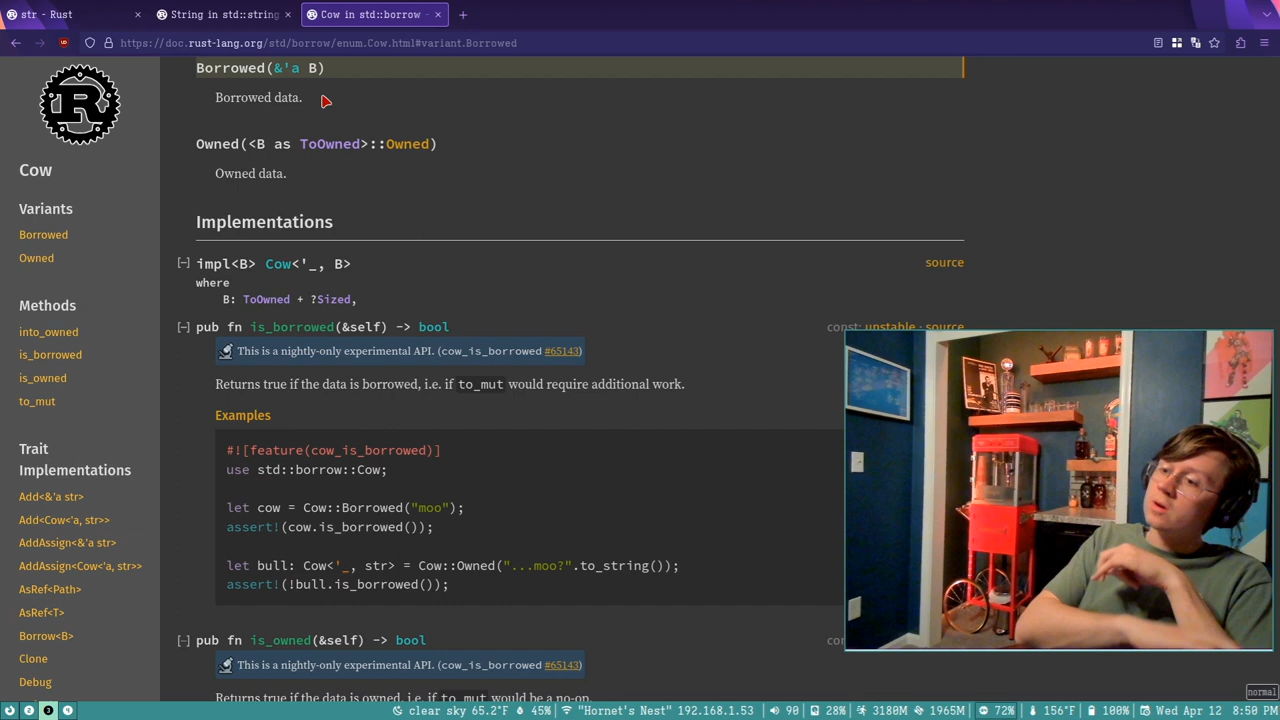 str - Rust
String in std::string
Cow in std::borrow
https://doc.rust-lang.org/std/borrow/enum.Cow.html#variant.Borrowed
Borrowed(&'a B)
Borrowed data.
Owned(<B as ToOwned>::Owned)
Owned data.
Cow
Variants
Borrowed
Owned
Methods
into_owned
is_borrowed
is_owned
to_mut
Trait
Implementations
Add<&'a str>
Add<Cow<'a, str>>
AddAssign<&'a str>
AddAssign<Cow<'a, str>>
AsRef<Path>
AsRef<T>
Borrow<B>
Clone
Debug
Implementations
[-] impl<B> Cow<'_, B>
source
where
B: ToOwned + ?Sized,
[-] pub fn is_borrowed(&self) -> bool
const: unstable · source
This is a nightly-only experimental API. (cow_is_borrowed #65143)
Returns true if the data is borrowed, i.e. if to_mut would require additional work.
Examples
#![feature(cow_is_borrowed)]
use std::borrow::Cow;
let cow = Cow::Borrowed("moo");
assert!(cow.is_borrowed());
let bull: Cow<'_, str> = Cow::Owned("...moo?".to_string());
assert!(!bull.is_borrowed());
[-] pub fn is_owned(&self) -> bool
This is a nightly-only experimental API. (cow_is_borrowed #65143)
Returns true if the data is owned, i.e. if to_mut would be a no-op.
normal
2 3 4
clear sky 65.2°F 45% "Hornet's Nest" 192.168.1.53 90 28% 3180M 1965M 72% 156°F 100% Wed Apr 12 8:50 PM